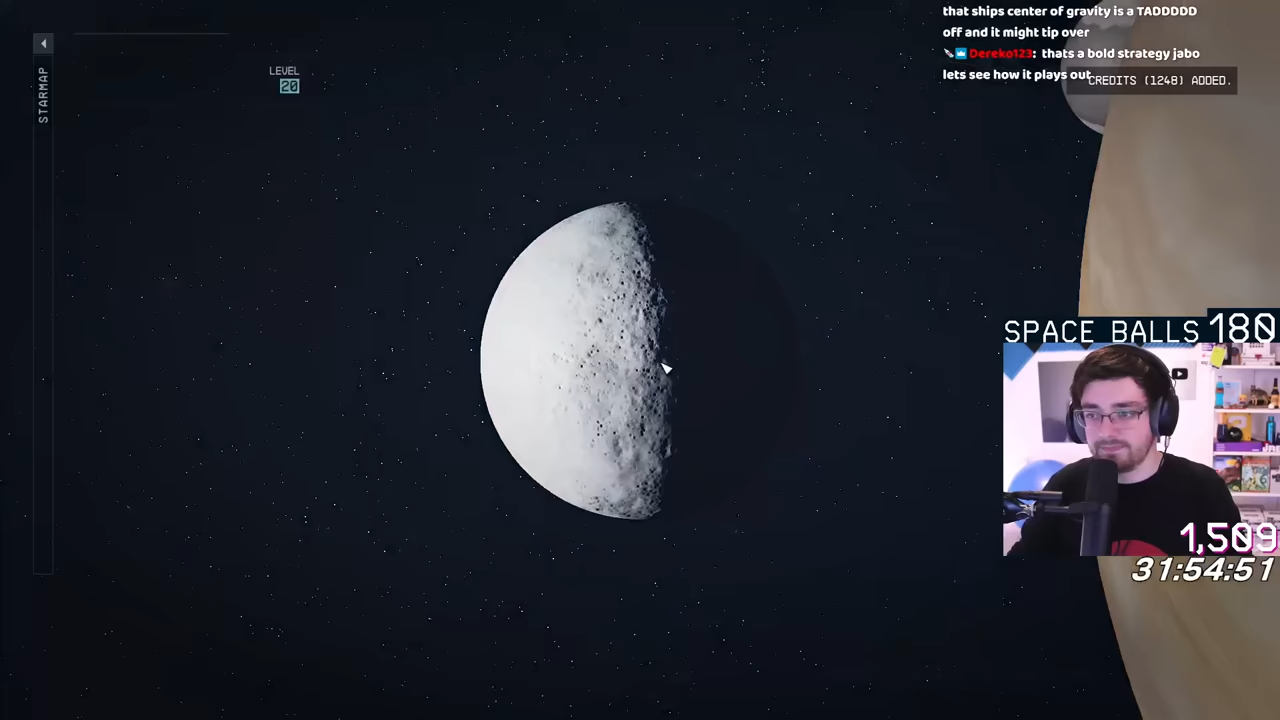 that ships center of gravity is a TADDDDD
off and it might tip over
Dereko123: thats a bold strategy jabo
lets see how it plays out
CREDITS (1248) ADDED.
STARMAP
LEVEL
20
SPACE BALLS 180
1,509
31:54:51